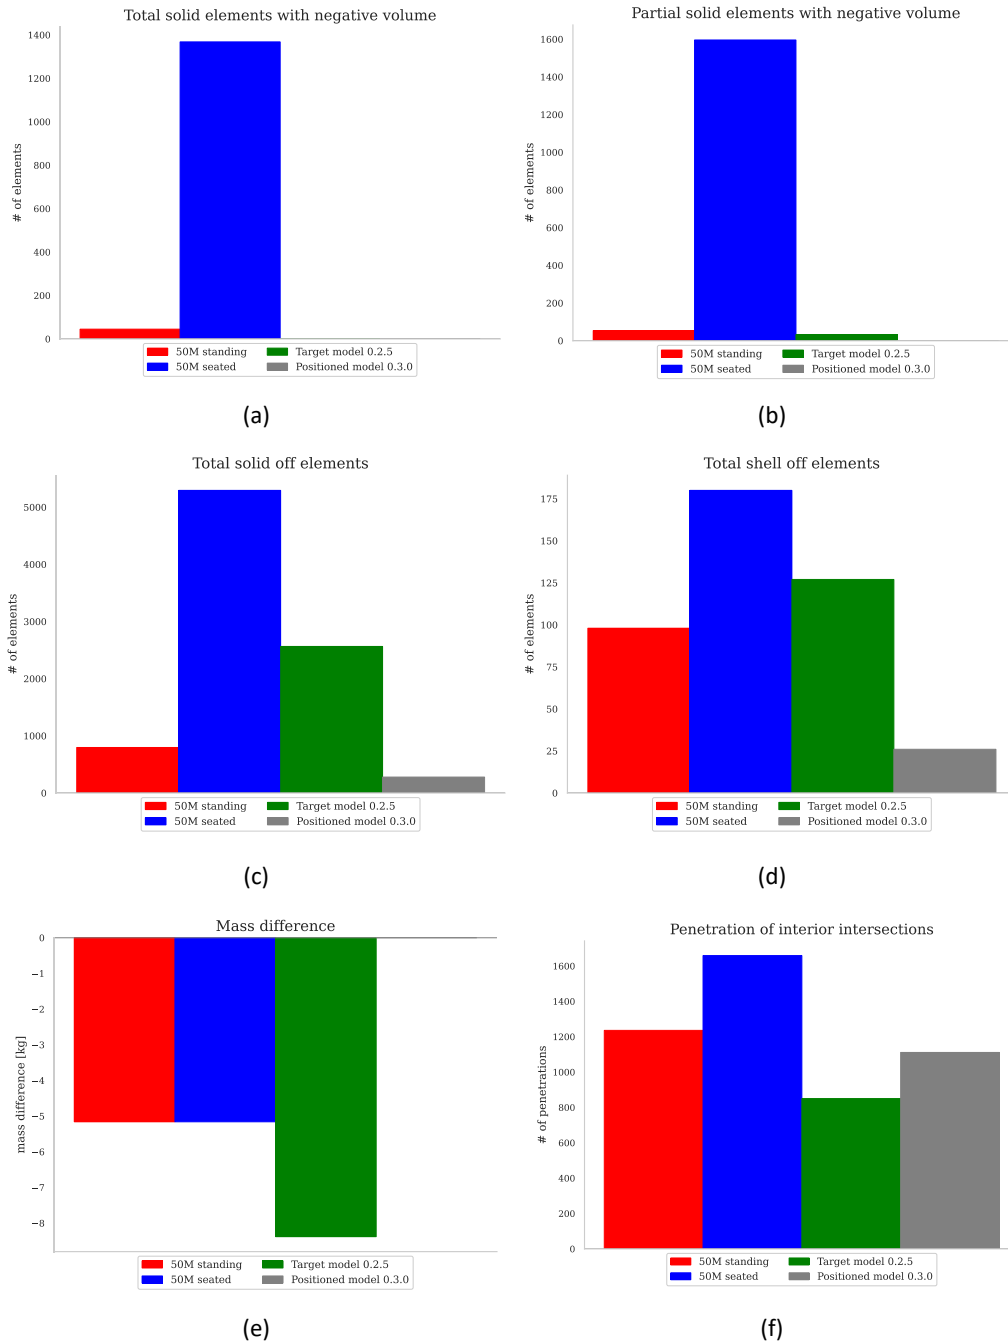 Total solid elements with negative volume
1400
1200
1000
800
600
400
200
0
# of elements
50M standing
50M seated
Target model 0.2.5
Positioned model 0.3.0
(a)
Partial solid elements with negative volume
1600
1400
1200
1000
800
600
400
200
0
# of elements
50M standing
50M seated
Target model 0.2.5
Positioned model 0.3.0
(b)
Total solid off elements
5000
4000
3000
2000
1000
0
# of elements
50M standing
50M seated
Target model 0.2.5
Positioned model 0.3.0
(c)
Total shell off elements
175
150
125
100
75
50
25
0
# of elements
50M standing
50M seated
Target model 0.2.5
Positioned model 0.3.0
(d)
Mass difference
0
−1
−2
−3
−4
−5
−6
−7
−8
mass difference [kg]
50M standing
50M seated
Target model 0.2.5
Positioned model 0.3.0
(e)
Penetration of interior intersections
1600
1400
1200
1000
800
600
400
200
0
# of penetrations
50M standing
50M seated
Target model 0.2.5
Positioned model 0.3.0
(f)